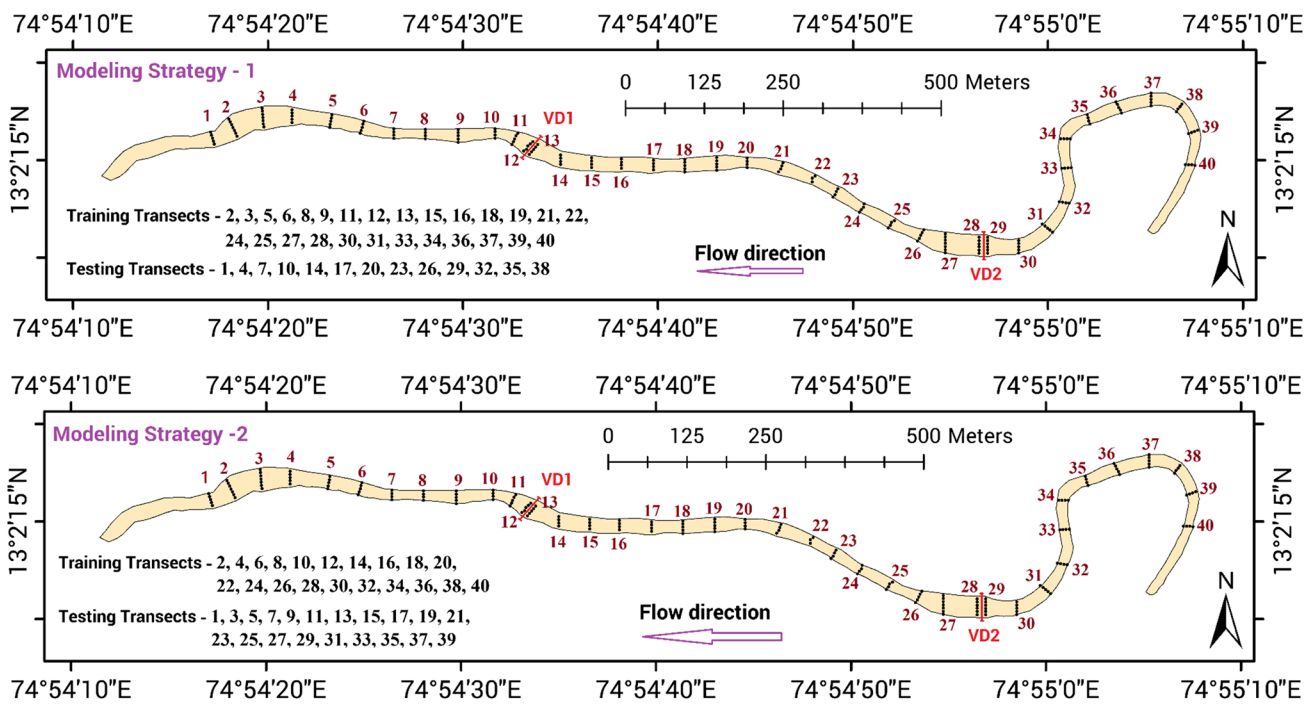 74°54'10"E 74°54'20"E 74°54'30"E 74°54'40"E 74°54'50"E 74°55'0"E 74°55'10"E
Modeling Strategy - 1
0 125 250 500 Meters
13°2'15"N
1 2 3 4 5 6 7 8 9 10 11 VD1
12 13 14 15 16 17 18 19 20 21 22 23
24 25 26 27 28 29 30 31 32 33 34 35 36 37 38 39 40
VD2
Training Transects - 2, 3, 5, 6, 8, 9, 11, 12, 13, 15, 16, 18, 19, 21, 22,
24, 25, 27, 28, 30, 31, 33, 34, 36, 37, 39, 40
Testing Transects - 1, 4, 7, 10, 14, 17, 20, 23, 26, 29, 32, 35, 38
Flow direction
N
13°2'15"N
74°54'10"E 74°54'20"E 74°54'30"E 74°54'40"E 74°54'50"E 74°55'0"E 74°55'10"E
74°54'10"E 74°54'20"E 74°54'30"E 74°54'40"E 74°54'50"E 74°55'0"E 74°55'10"E
Modeling Strategy -2
0 125 250 500 Meters
13°2'15"N
1 2 3 4 5 6 7 8 9 10 11 VD1
12 13 14 15 16 17 18 19 20 21 22 23
24 25 26 27 28 29 30 31 32 33 34 35 36 37 38 39 40
VD2
Training Transects - 2, 4, 6, 8, 10, 12, 14, 16, 18, 20,
22, 24, 26, 28, 30, 32, 34, 36, 38, 40
Testing Transects - 1, 3, 5, 7, 9, 11, 13, 15, 17, 19, 21,
23, 25, 27, 29, 31, 33, 35, 37, 39
Flow direction
N
13°2'15"N
74°54'10"E 74°54'20"E 74°54'30"E 74°54'40"E 74°54'50"E 74°55'0"E 74°55'10"E